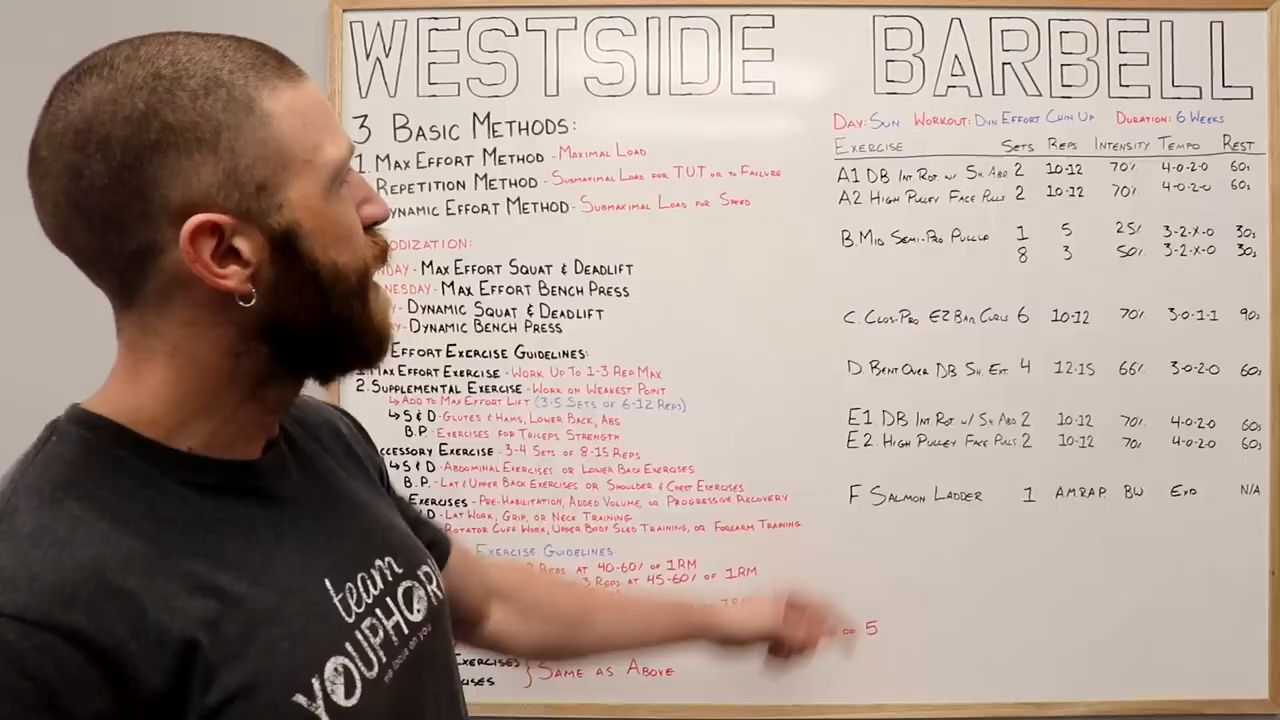 WESTSIDE BARBELL
3 BASIC METHODS:
1. MAX EFFORT METHOD - MAXIMAL LOAD
REPETITION METHOD - SUBMAXIMAL LOAD FOR T.U.T OR TO FAILURE
YNAMIC EFFORT METHOD - SUBMAXIMAL LOAD FOR SPEED
ODIZATION:
NDAY - MAX EFFORT SQUAT & DEADLIFT
NESDAY - MAX EFFORT BENCH PRESS
Y - DYNAMIC SQUAT & DEADLIFT
Y - DYNAMIC BENCH PRESS
EFFORT EXERCISE GUIDELINES:
1. MAX EFFORT EXERCISE - WORK UP TO 1-3 REP MAX
2. SUPPLEMENTAL EXERCISE - WORK ON WEAKEST POINT
↳ ADD TO MAX EFFORT LIFT (3-5 SETS OF 6-12 REPS)
↳ S & D - GLUTES & HAMS, LOWER BACK, ABS
B.P. - EXERCISES FOR TRICEPS STRENGTH
CCESSORY EXERCISE - 3-4 SETS OF 8-15 REPS
↳ S & D - ABDOMINAL EXERCISES OR LOWER BACK EXERCISES
B.P. - LAT & UPPER BACK EXERCISES OR SHOULDER & CHEST EXERCISES
EXERCISES - PRE-HABILITATION, ADDED VOLUME, OR PROGRESSIVE RECOVERY
D - LAT WORK, GRIP, OR NECK TRAINING
ROTATOR CUFF WORK, UPPER BODY SLED TRAINING, OR FOREARM TRAINING
EXERCISE GUIDELINES
REPS AT 40-60% OF 1RM
3 REPS AT 45-60% OF 1RM
OF 5
EXERCISES } SAME AS ABOVE
ISES
DAY: SUN WORKOUT: DYN EFFORT CHIN UP DURATION: 6 WEEKS
EXERCISE SETS REPS INTENSITY TEMPO REST
A1 DB INT. ROT W/ SH. ABD 2 10-12 70% 4-0-2-0 60s
A2 HIGH PULLEY FACE PULLS 2 10-12 70% 4-0-2-0 60s
B. MID SEMI-PRO PULLUP 1 5 25% 3-2-X-0 30s
8 3 50% 3-2-X-0 30s
C. CLOS-PRO EZ BAR CURLS 6 10-12 70% 3-0-1-1 90s
D. BENT OVER DB SH. EXT 4 12-15 66% 3-0-2-0 60s
E1 DB INT. ROT W/ SH. ABD 2 10-12 70% 4-0-2-0 60s
E2. HIGH PULLEY FACE PULLS 2 10-12 70% 4-0-2-0 60s
F SALMON LADDER 1 A.M.R.A.P. BW EXP N/A
team
YOUPHORI